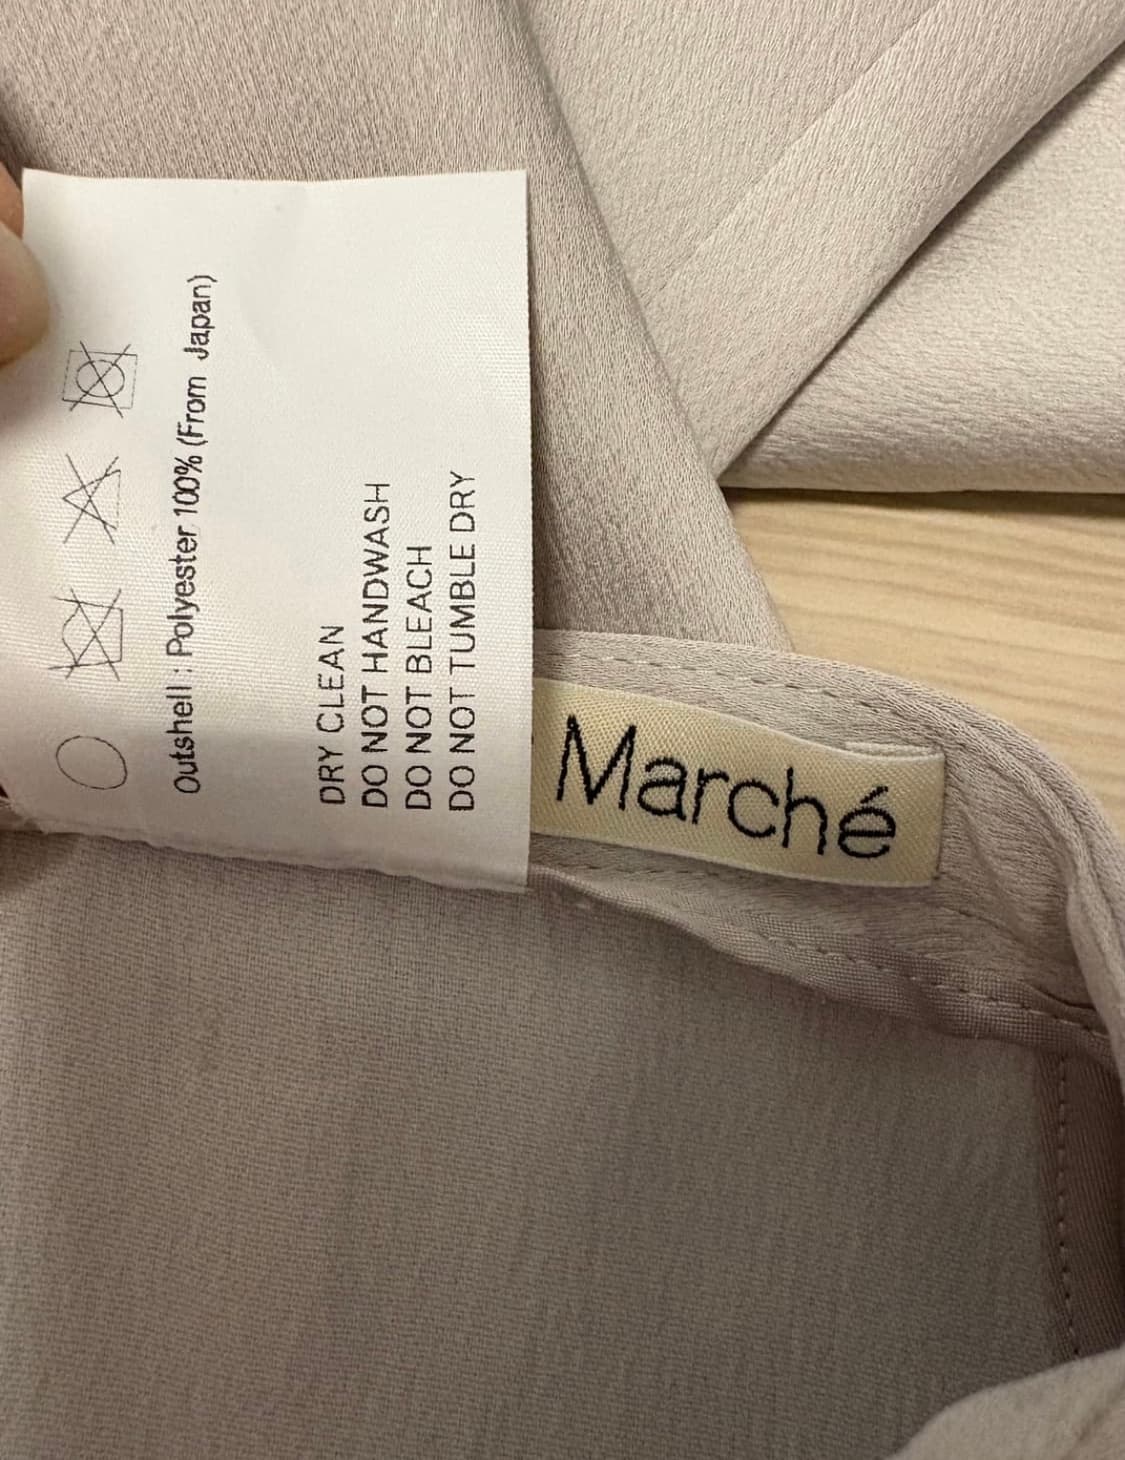 Outshell : Polyester 100% (From Japan)
DRY CLEAN
DO NOT HANDWASH
DO NOT BLEACH
DO NOT TUMBLE DRY
Marché